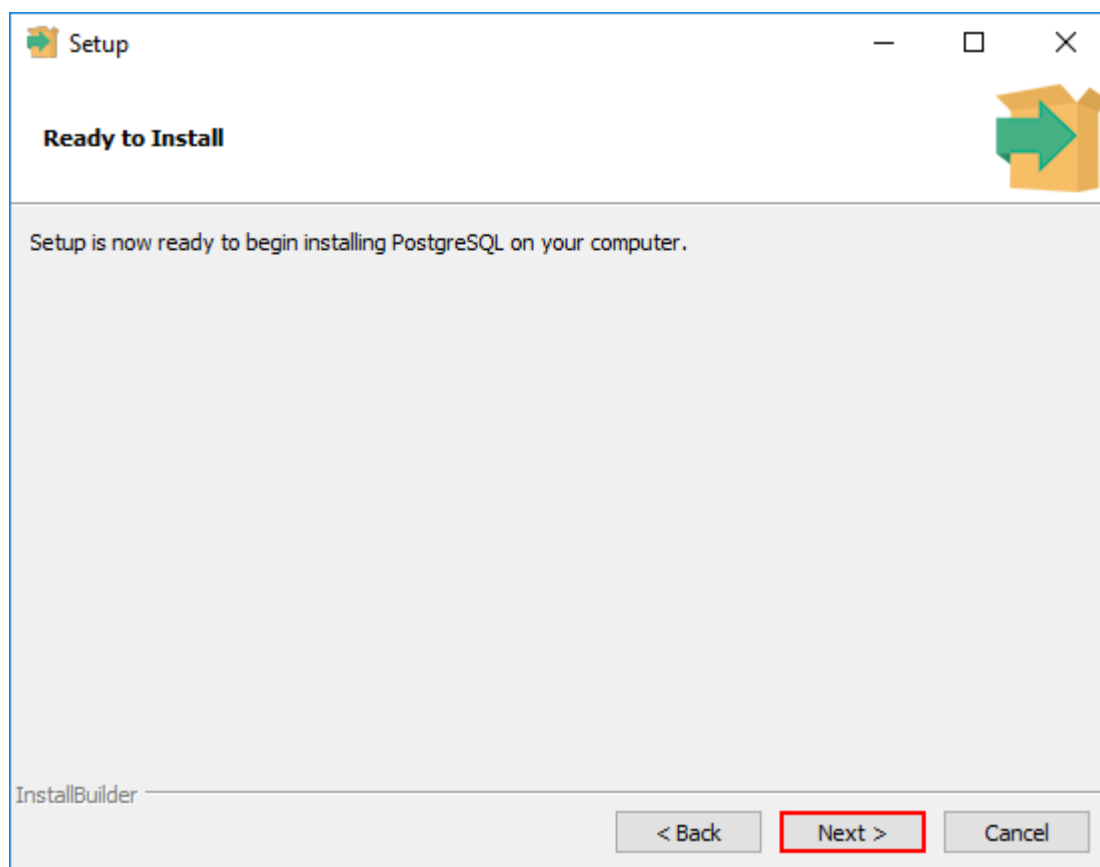 Setup
Ready to Install
Setup is now ready to begin installing PostgreSQL on your computer.
InstallBuilder
< Back
Next >
Cancel